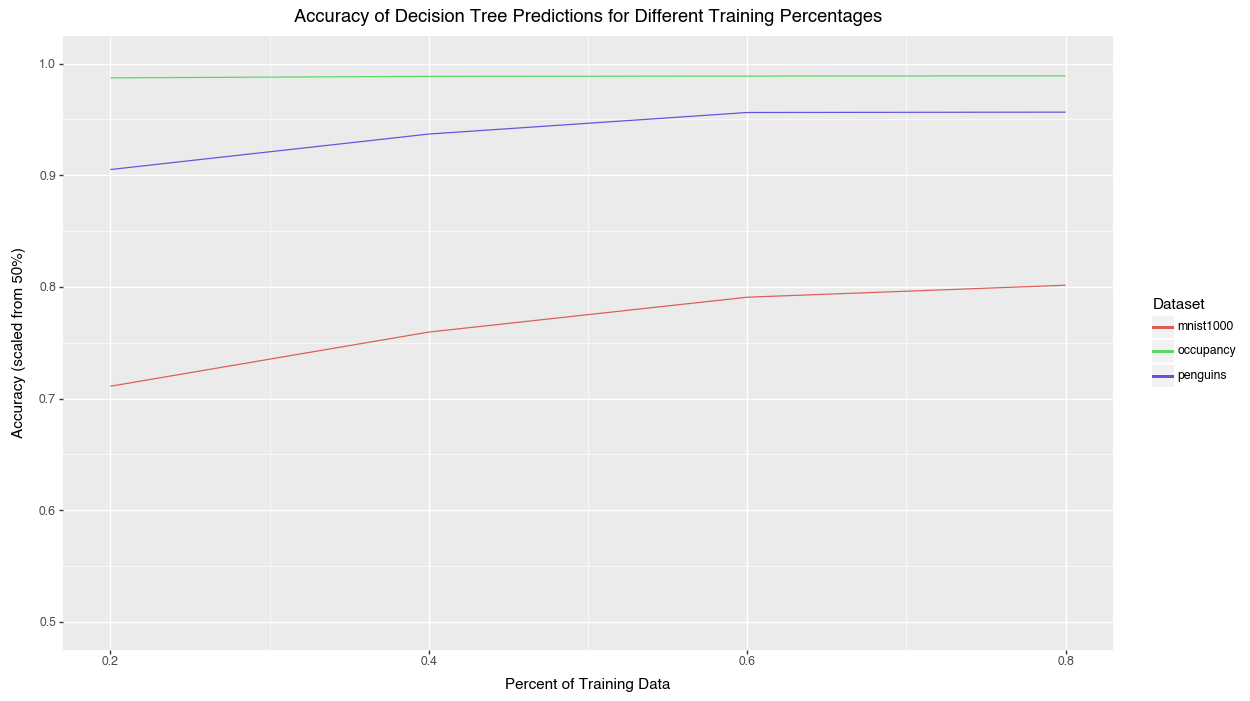 Accuracy of Decision Tree Predictions for Different Training Percentages
Accuracy (scaled from 50%)
1.0
0.9
0.8
0.7
0.6
0.5
0.2
0.4
0.6
0.8
Percent of Training Data
Dataset
mnist1000
occupancy
penguins